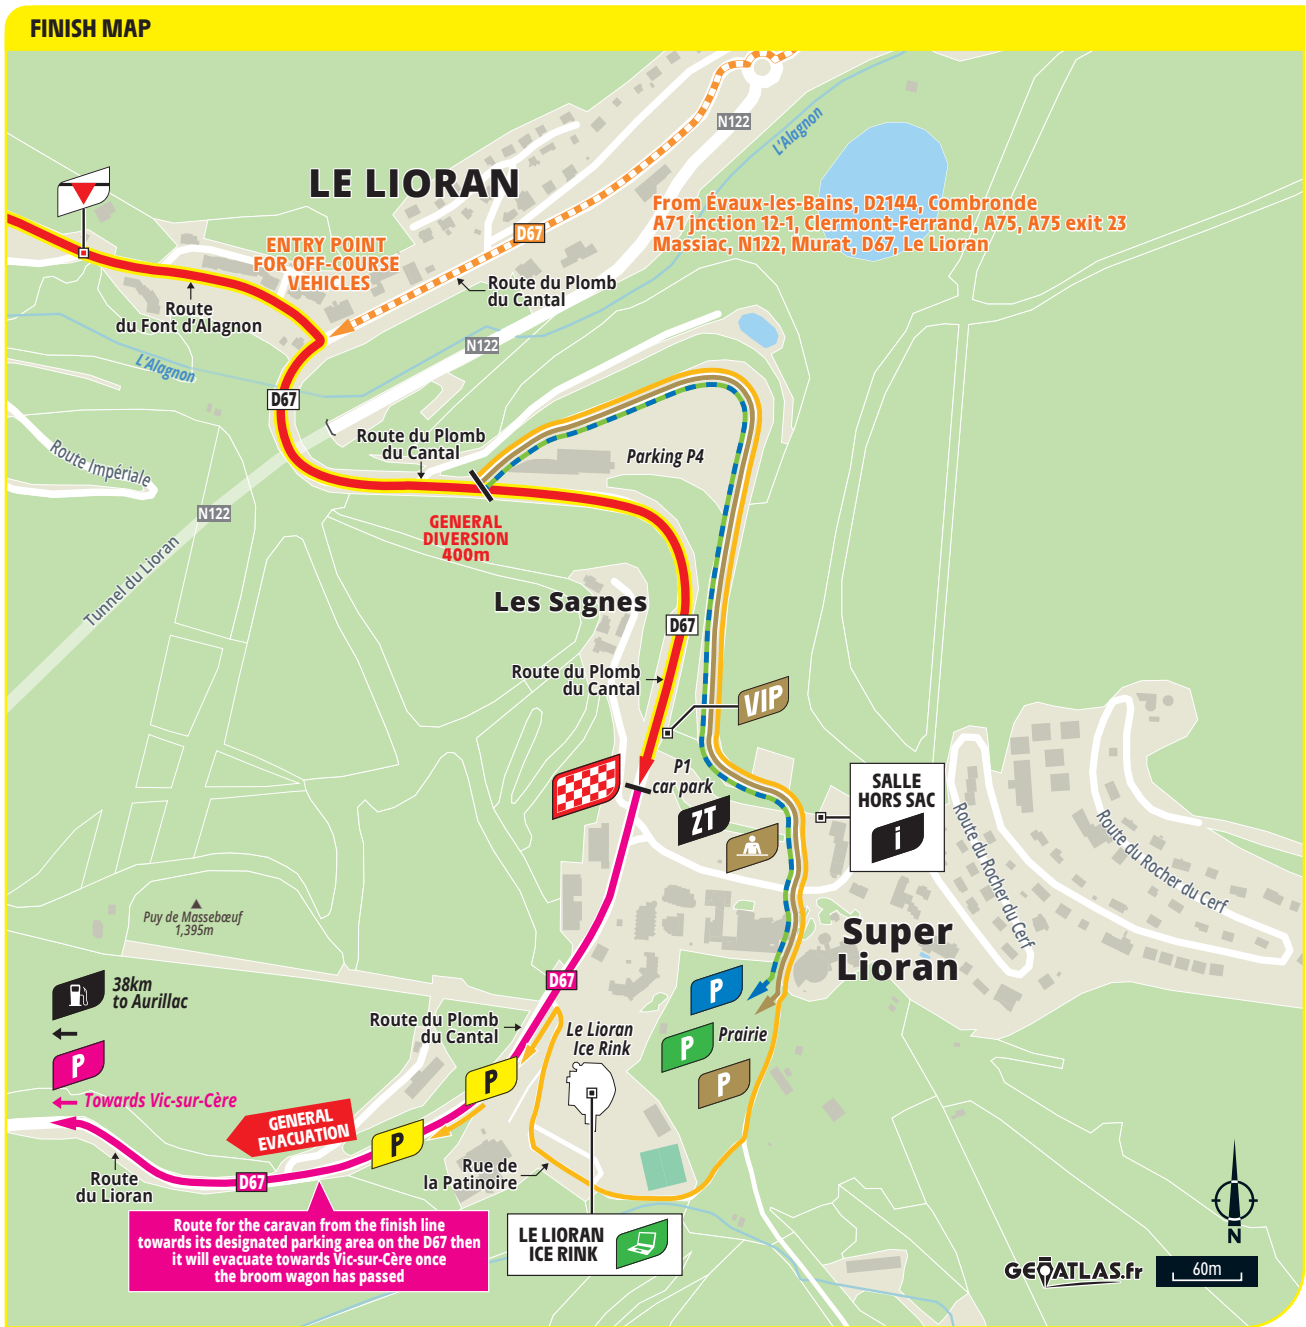 FINISH MAP
N122
L'Alagnon
LE LIORAN
From Évaux-les-Bains, D2144, Combronde
A71 jnction 12-1, Clermont-Ferrand, A75, A75 exit 23
Massiac, N122, Murat, D67, Le Lioran
D67
ENTRY POINT
FOR OFF-COURSE
VEHICLES
Route du Plomb
du Cantal
Route
du Font d'Alagnon
N122
L'Alagnon
D67
Route du Plomb
du Cantal
Parking P4
Route Impériale
N122
GENERAL
DIVERSION
400m
Tunnel du Lioran
Les Sagnes
D67
Route du Plomb
du Cantal
VIP
P1
car park
SALLE
HORS SAC
i
ZT
Route du Rocher du Cerf
Route du Rocher du Cerf
Puy de Massebœuf
1,395m
Super
Lioran
38km
to Aurillac
D67
P
Route du Plomb
du Cantal
Le Lioran
Ice Rink
P
Prairie
P
P
P
Towards Vic-sur-Cère
P
GENERAL
EVACUATION
P
Route
du Lioran
D67
Rue de
la Patinoire
Route for the caravan from the finish line
towards its designated parking area on the D67 then
it will evacuate towards Vic-sur-Cère once
the broom wagon has passed
LE LIORAN
ICE RINK
N
GEOATLAS.fr
60m